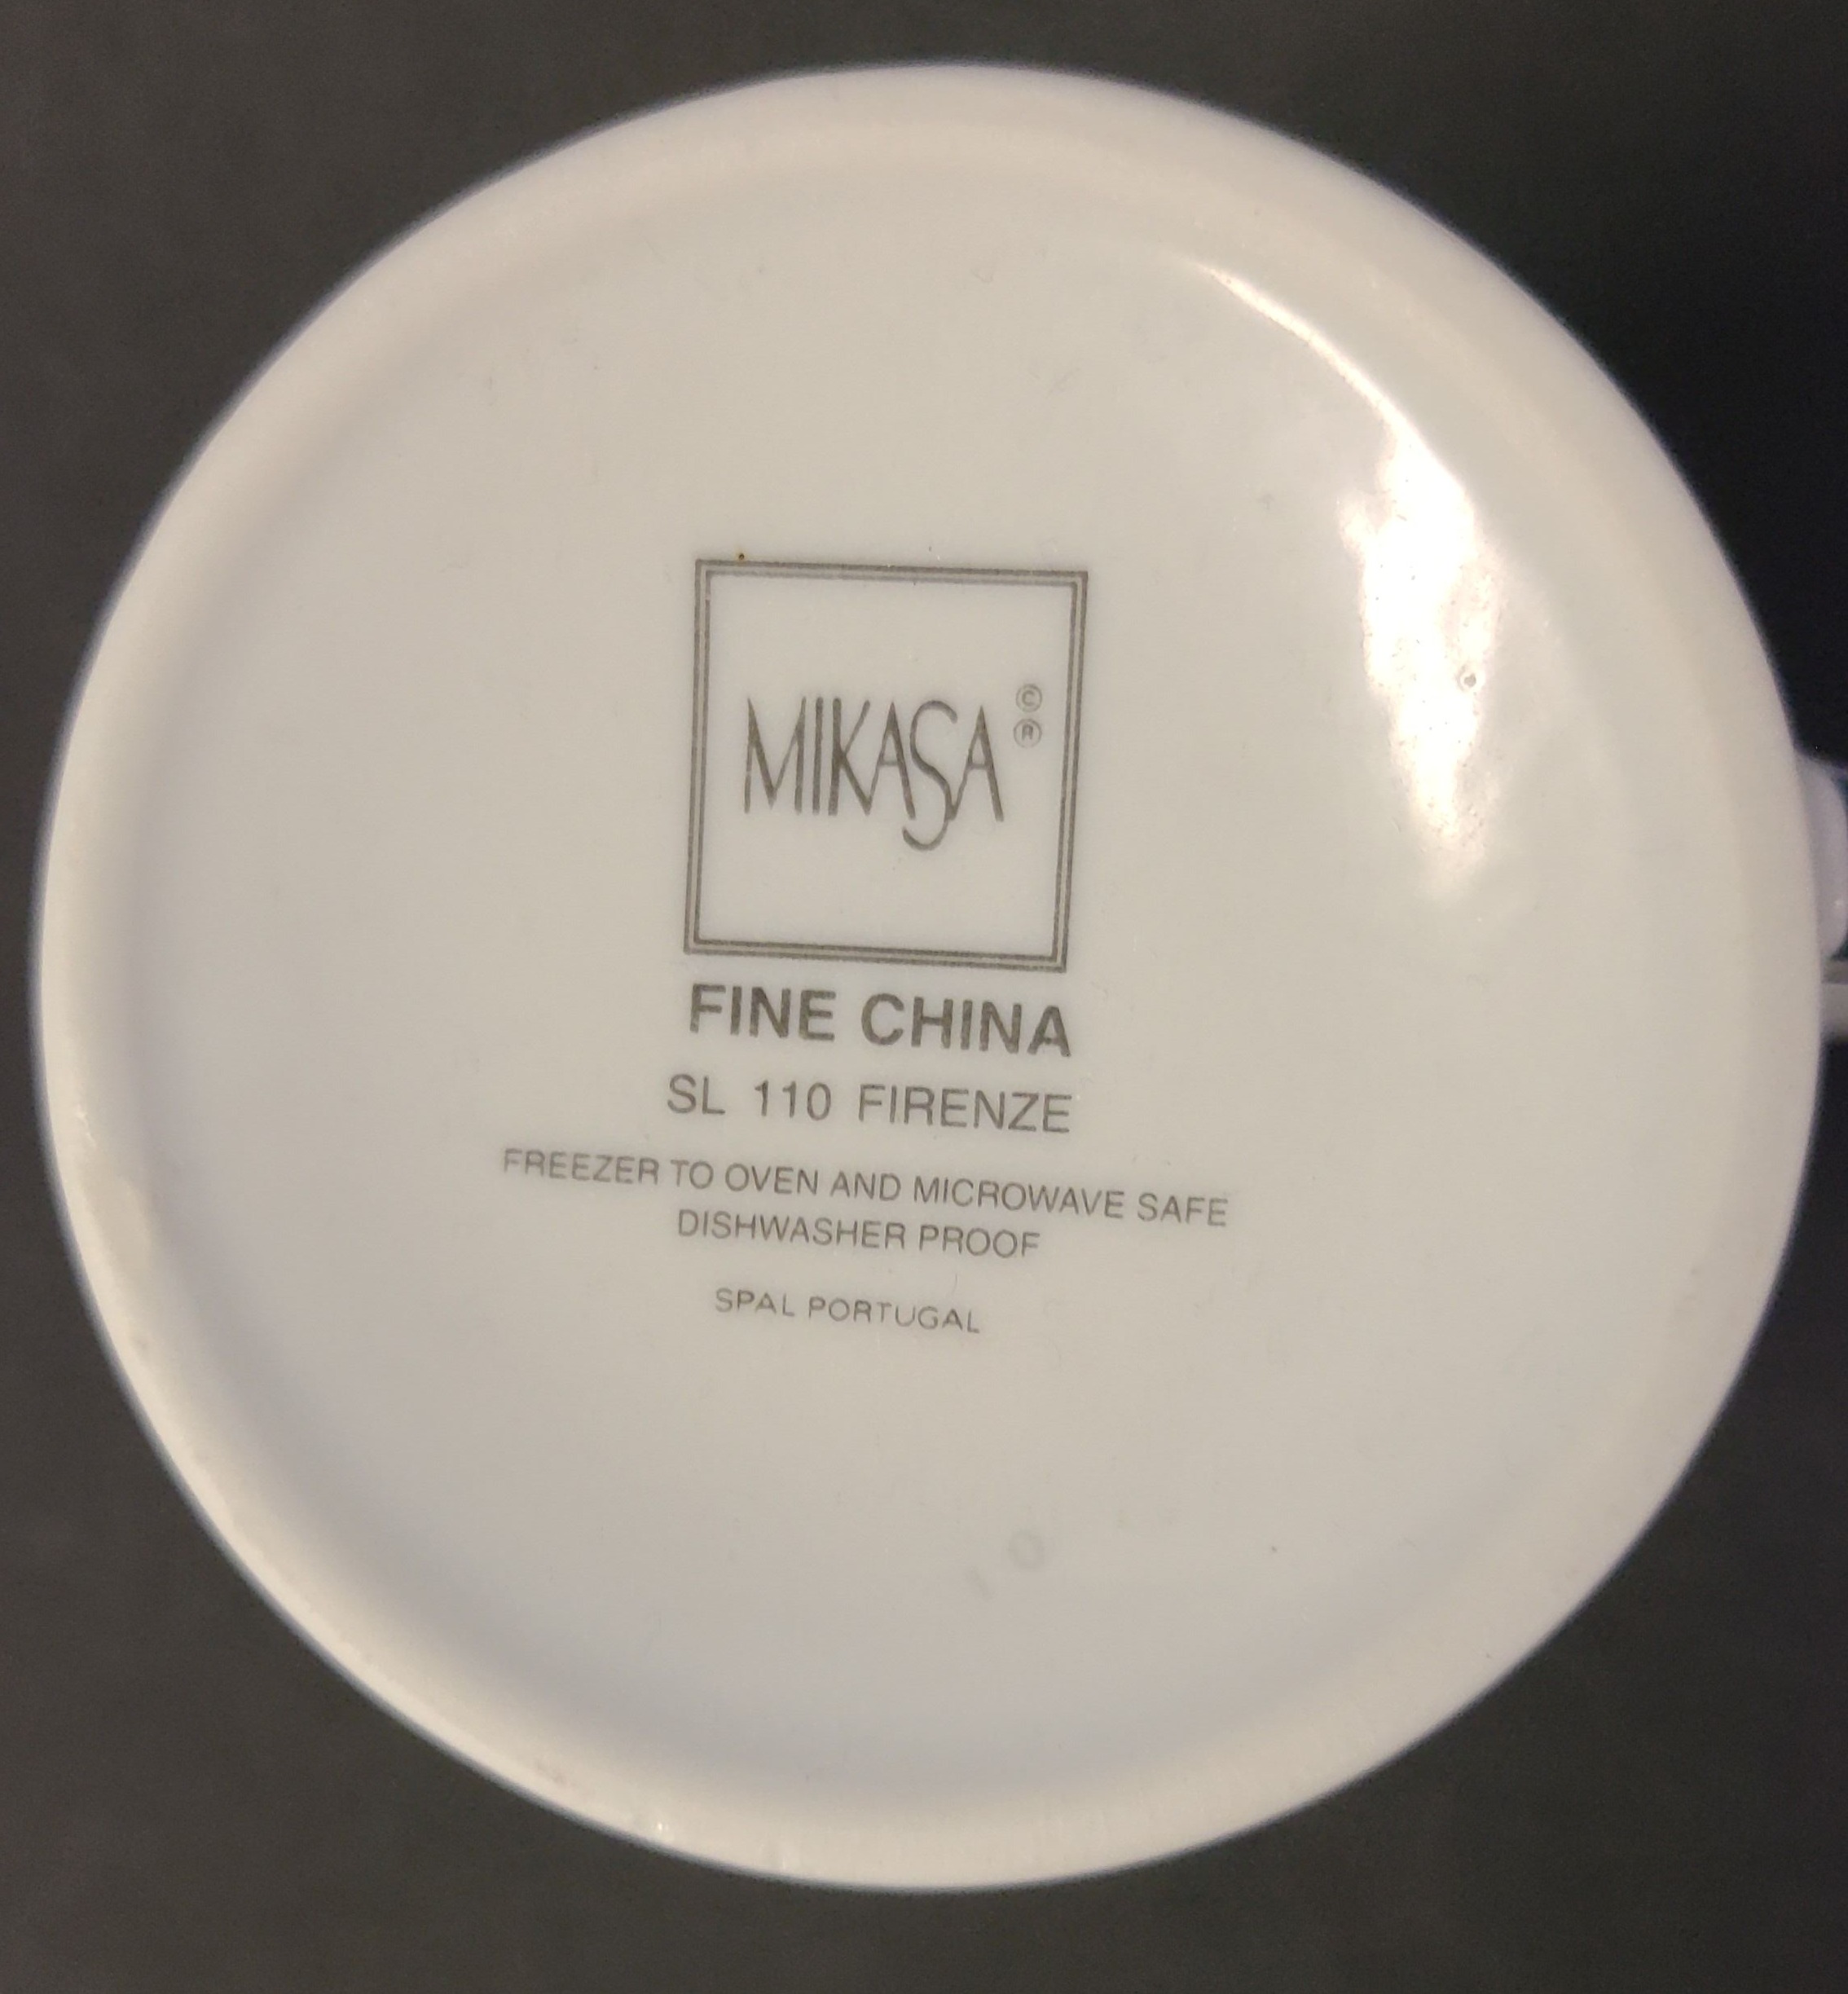 MIKASA ©
®
FINE CHINA
SL 110 FIRENZE
FREEZER TO OVEN AND MICROWAVE SAFE
DISHWASHER PROOF
SPAL PORTUGAL